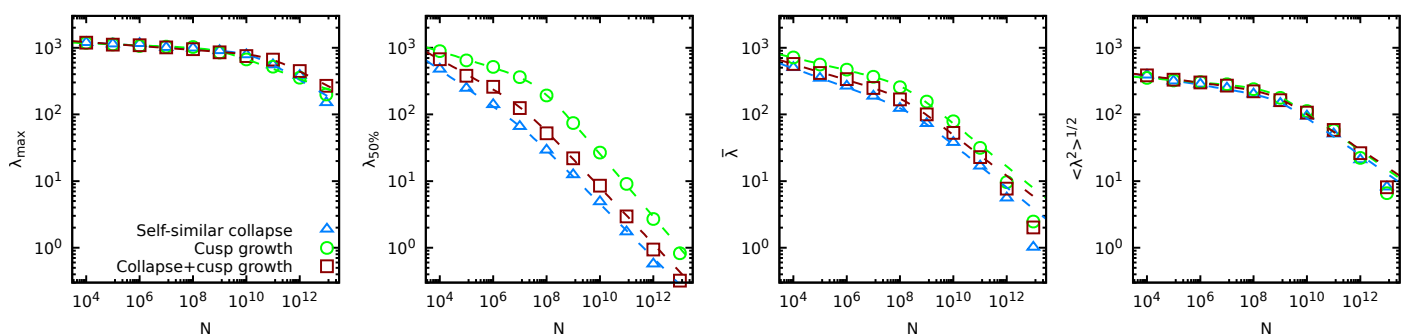 10³
10²
10¹
10⁰
λmax
10⁴ 10⁶ 10⁸ 10¹⁰ 10¹²
N
Self-similar collapse
Cusp growth
Collapse+cusp growth
10³
10²
10¹
10⁰
λ50%
10⁴ 10⁶ 10⁸ 10¹⁰ 10¹²
N
10³
10²
10¹
10⁰
λ̄
10⁴ 10⁶ 10⁸ 10¹⁰ 10¹²
N
10³
10²
10¹
10⁰
<λ²>¹/²
10⁴ 10⁶ 10⁸ 10¹⁰ 10¹²
N